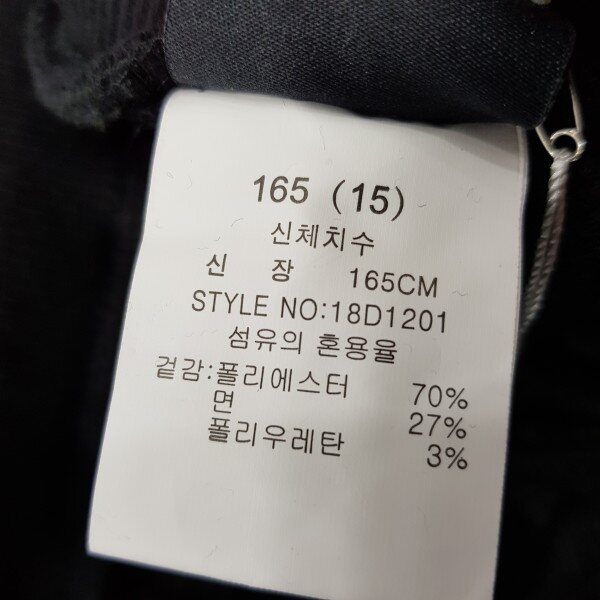 165 (15)
신체치수
신 장 165CM
STYLE NO:18D1201
섬유의 혼용율
겉감:폴리에스터 70%
면 27%
폴리우레탄 3%